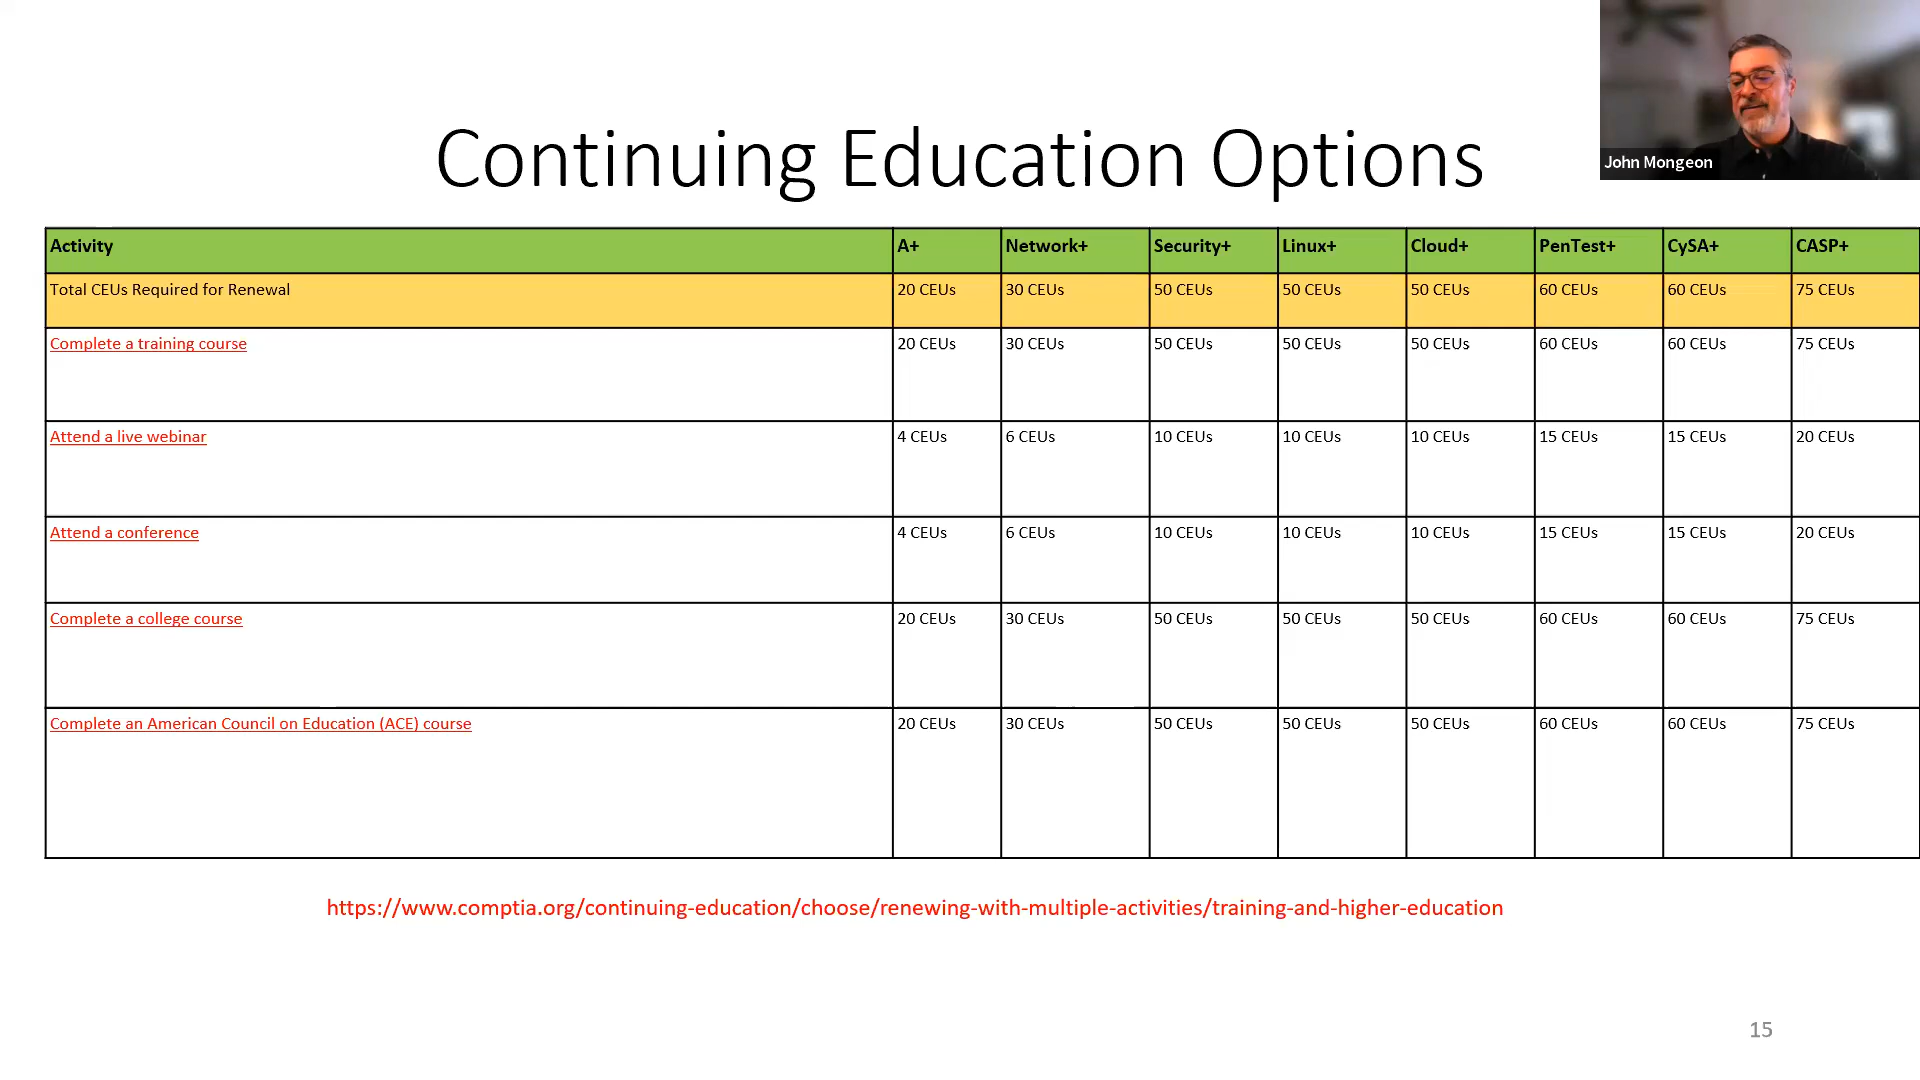 John Mongeon
Continuing Education Options
Activity A+ Network+ Security+ Linux+ Cloud+ PenTest+ CySA+ CASP+
Total CEUs Required for Renewal 20 CEUs 30 CEUs 50 CEUs 50 CEUs 50 CEUs 60 CEUs 60 CEUs 75 CEUs
Complete a training course 20 CEUs 30 CEUs 50 CEUs 50 CEUs 50 CEUs 60 CEUs 60 CEUs 75 CEUs
Attend a live webinar 4 CEUs 6 CEUs 10 CEUs 10 CEUs 10 CEUs 15 CEUs 15 CEUs 20 CEUs
Attend a conference 4 CEUs 6 CEUs 10 CEUs 10 CEUs 10 CEUs 15 CEUs 15 CEUs 20 CEUs
Complete a college course 20 CEUs 30 CEUs 50 CEUs 50 CEUs 50 CEUs 60 CEUs 60 CEUs 75 CEUs
Complete an American Council on Education (ACE) course 20 CEUs 30 CEUs 50 CEUs 50 CEUs 50 CEUs 60 CEUs 60 CEUs 75 CEUs
https://www.comptia.org/continuing-education/choose/renewing-with-multiple-activities/training-and-higher-education
15